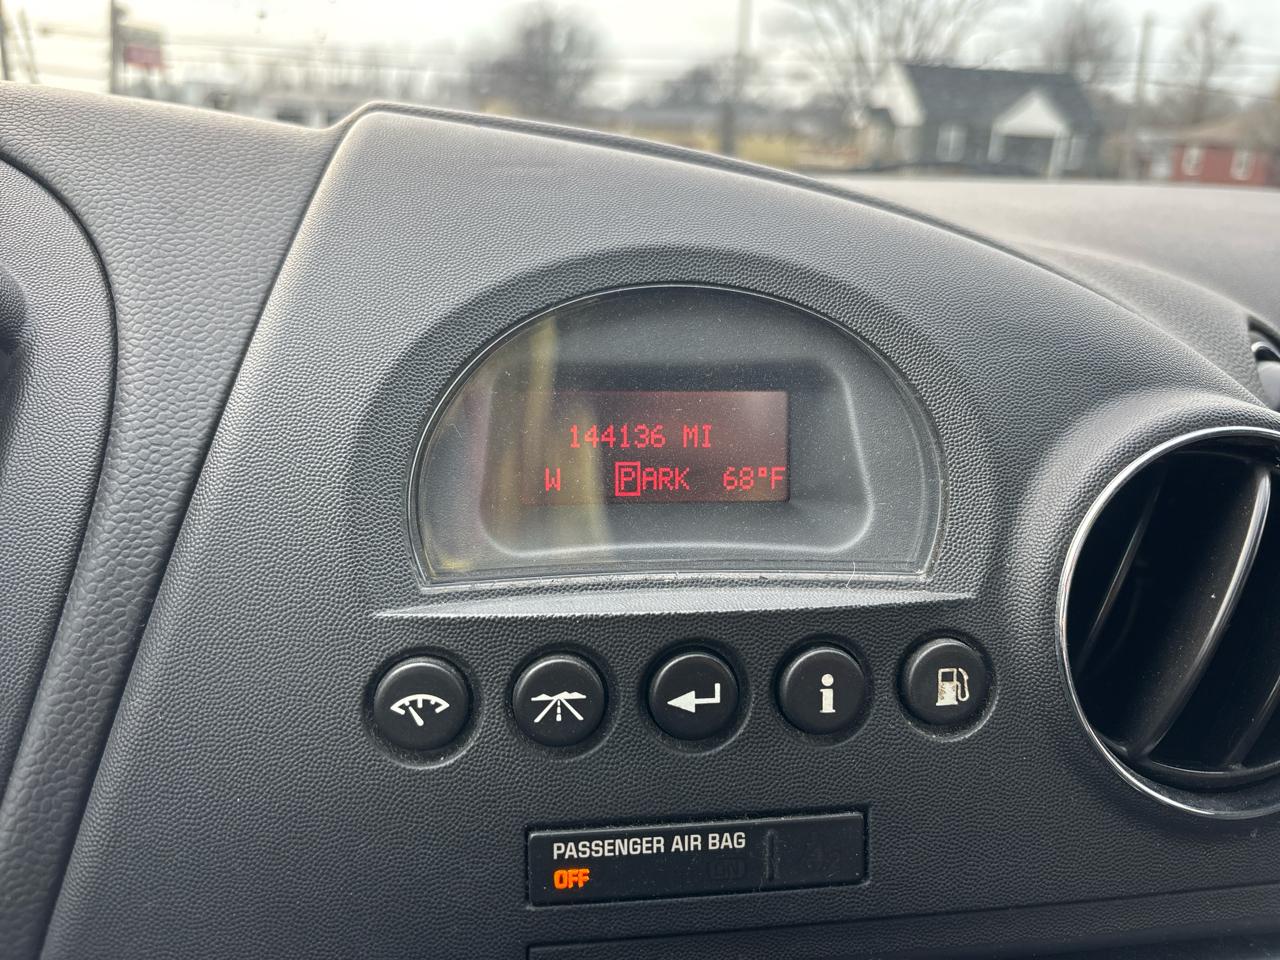 144136 MI
W PARK 68°F
i
PASSENGER AIR BAG
OFF